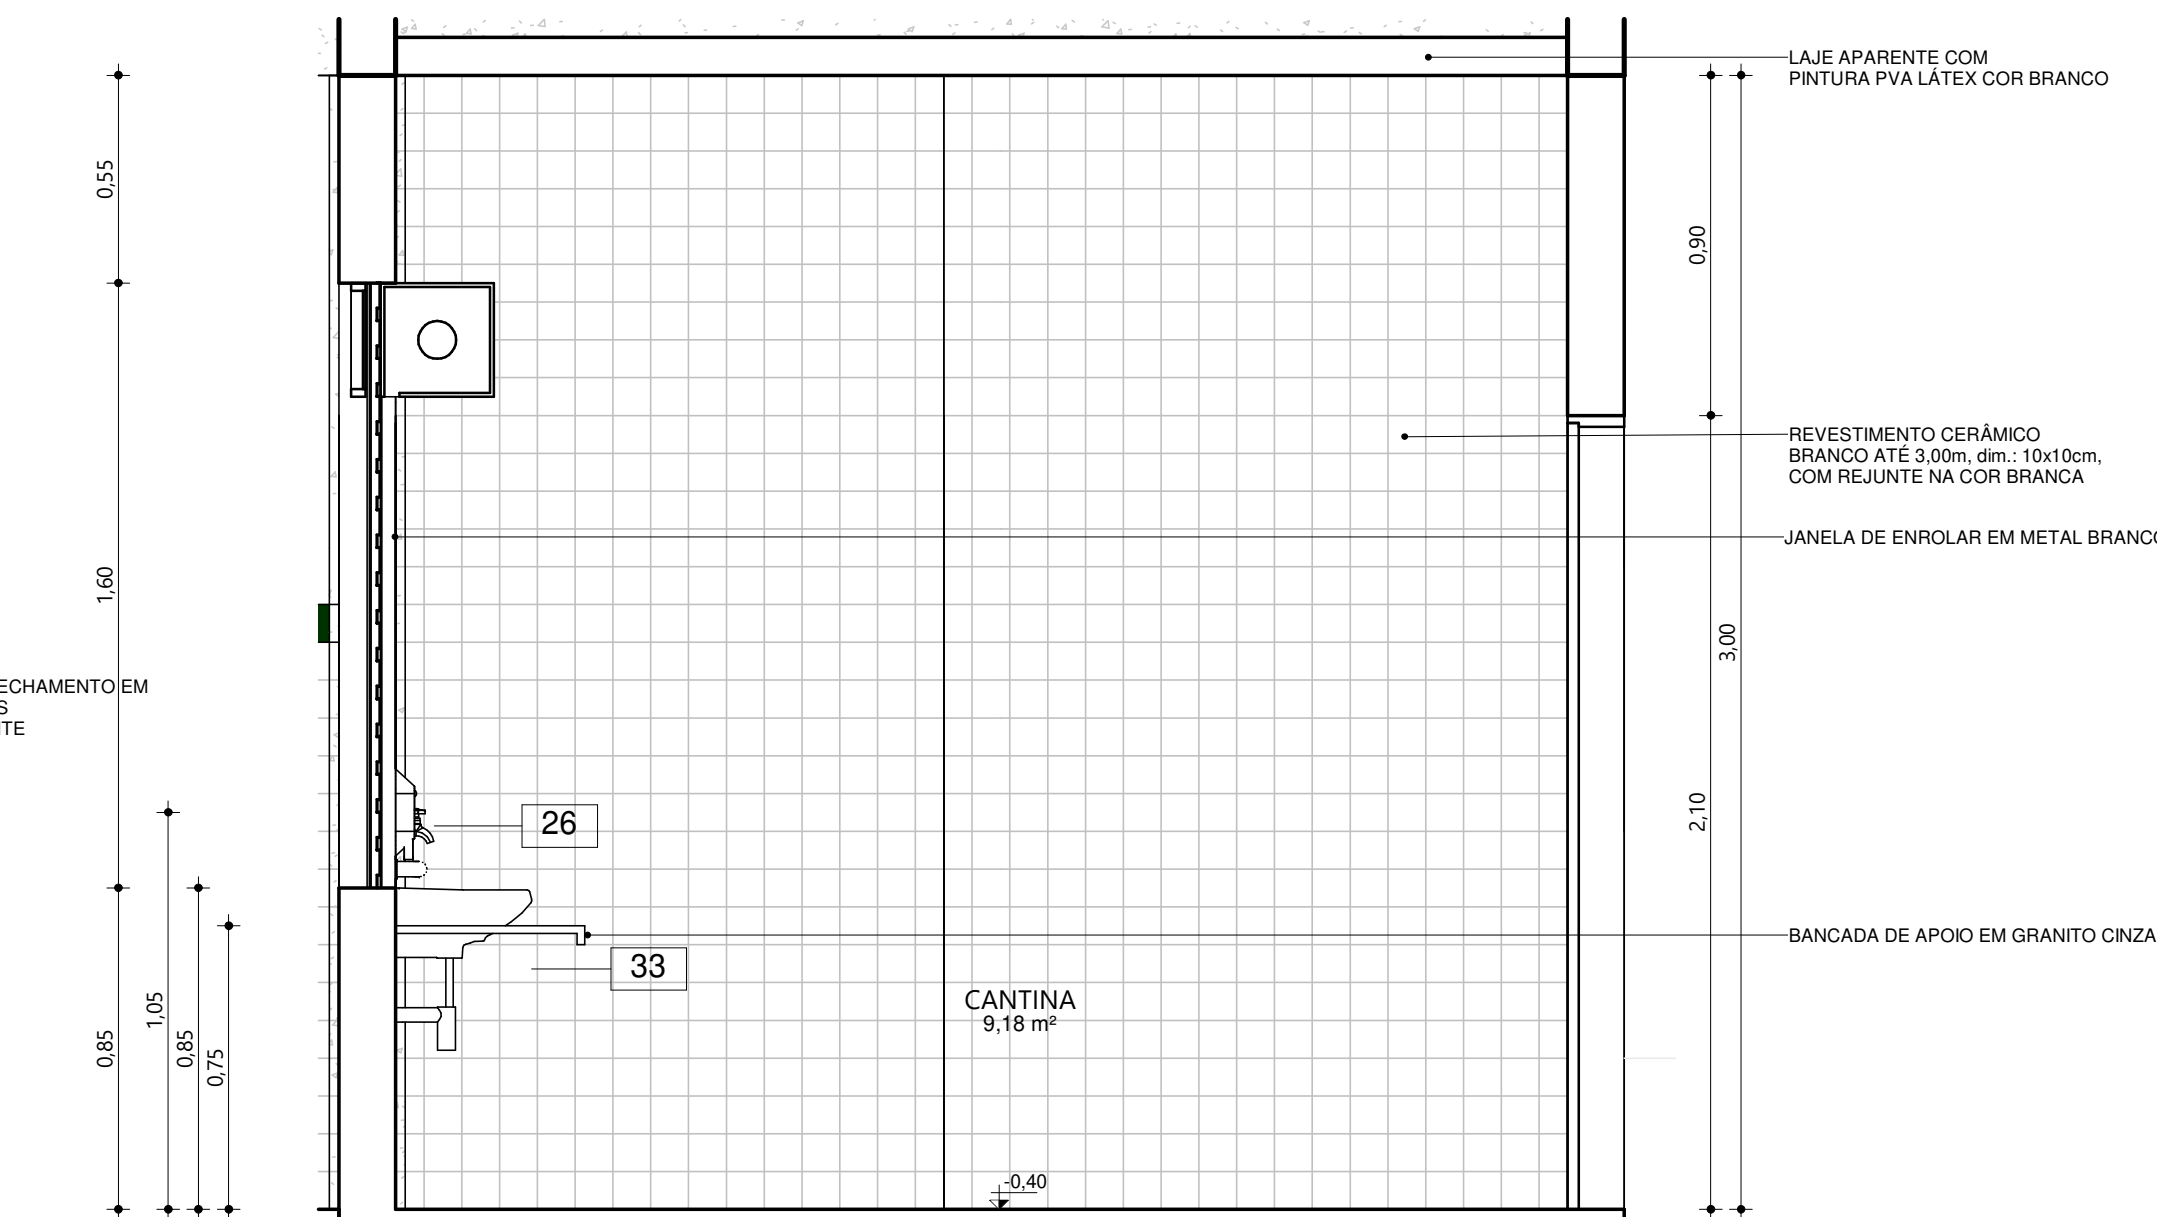 LAJE APARENTE COM
PINTURA PVA LÁTEX COR BRANCO
0,55
0,90
REVESTIMENTO CERÂMICO
BRANCO ATÉ 3,00m, dim.: 10x10cm,
COM REJUNTE NA COR BRANCA
JANELA DE ENROLAR EM METAL BRANCO
1,60
3,00
ECHAMENTO EM
S
NTE
2,10
26
BANCADA DE APOIO EM GRANITO CINZA
33
CANTINA
9,18 m²
1,05
0,85
0,85
0,75
-0,40